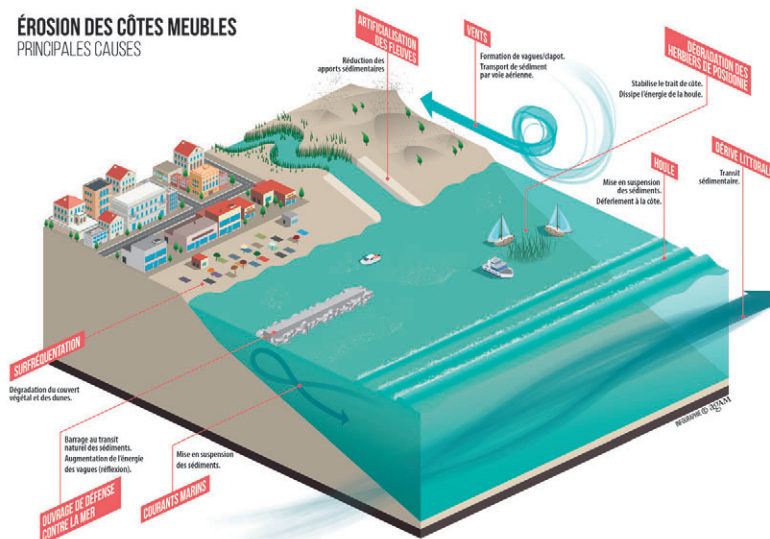 ÉROSION DES CÔTES MEUBLES
PRINCIPALES CAUSES
ARTIFICIALISATION
DES FLEUVES
Réduction des
apports sédimentaires
VENTS
Formation de vagues/clapot.
Transport de sédiment
par voie aérienne.
DÉGRADATION DES
HERBIERS DE POSIDONIE
Stabilise le trait de côte.
Dissipe l'énergie de la houle.
HOULE
Mise en suspension
des sédiments.
Déferlement à la côte.
DÉRIVE LITTORAL
Transit
sédimentaire.
SURFRÉQUENTATION
Dégradation du couvert
végétal et des dunes.
Barrage au transit
naturel des sédiments.
Augmentation de l'énergie
des vagues (réflexion).
OUVRAGE DE DÉFENSE
CONTRE LA MER
Mise en suspension
des sédiments.
COURANTS MARINS
INFOGRAPHIE © agAM